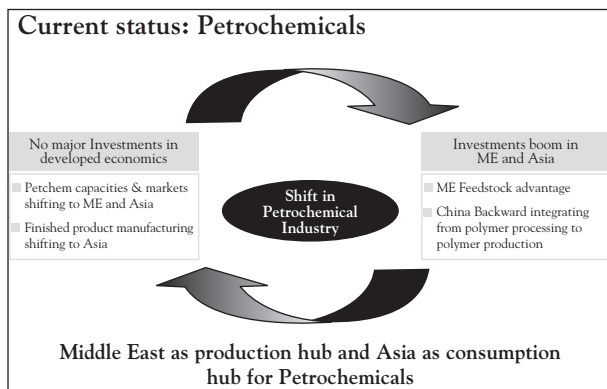 Current status: Petrochemicals
No major Investments in
developed economics
Petchem capacities & markets
shifting to ME and Asia
Finished product manufacturing
shifting to Asia
Shift in
Petrochemical
Industry
Investments boom in
ME and Asia
ME Feedstock advantage
China Backward integrating
from polymer processing to
polymer production
Middle East as production hub and Asia as consumption
hub for Petrochemicals